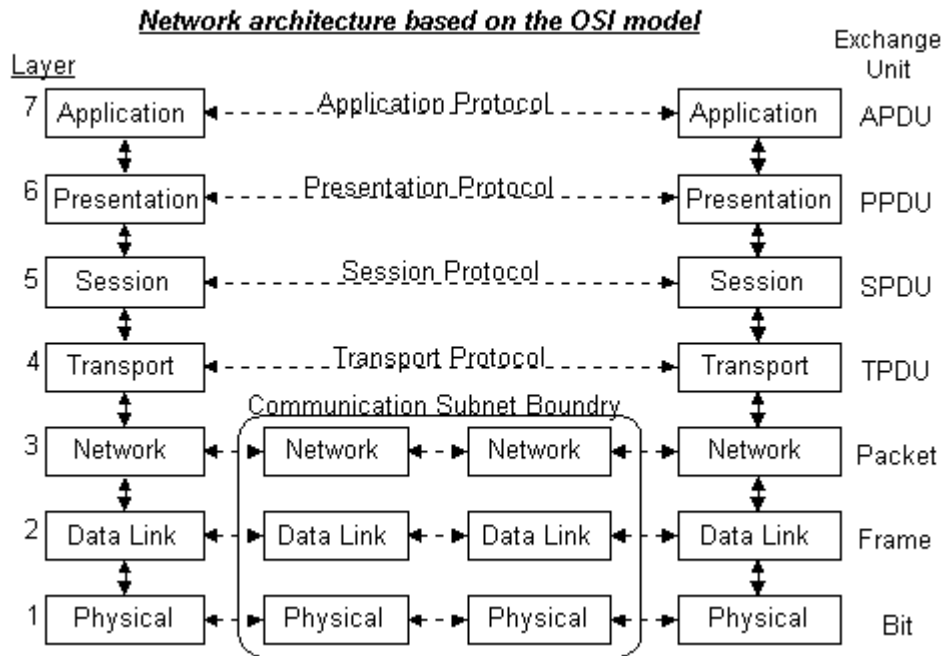 Network architecture based on the OSI model
Exchange
Unit
Layer
7 Application Application Protocol Application APDU
6 Presentation Presentation Protocol Presentation PPDU
5 Session Session Protocol Session SPDU
4 Transport Transport Protocol Transport TPDU
Communication Subnet Boundry
3 Network Network Network Network Packet
2 Data Link Data Link Data Link Data Link Frame
1 Physical Physical Physical Physical Bit